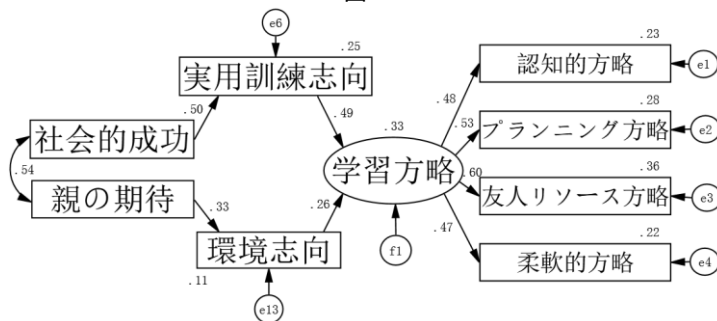 e6
.25
.23
実用訓練志向
認知的方略
e1
.50
.49
.48
.28
社会的成功
.33
.53
プランニング方略
e2
.54
学習方略
.36
親の期待
.60
友人リソース方略
e3
.33
.26
.47
.22
環境志向
f1
柔軟的方略
e4
.11
e13